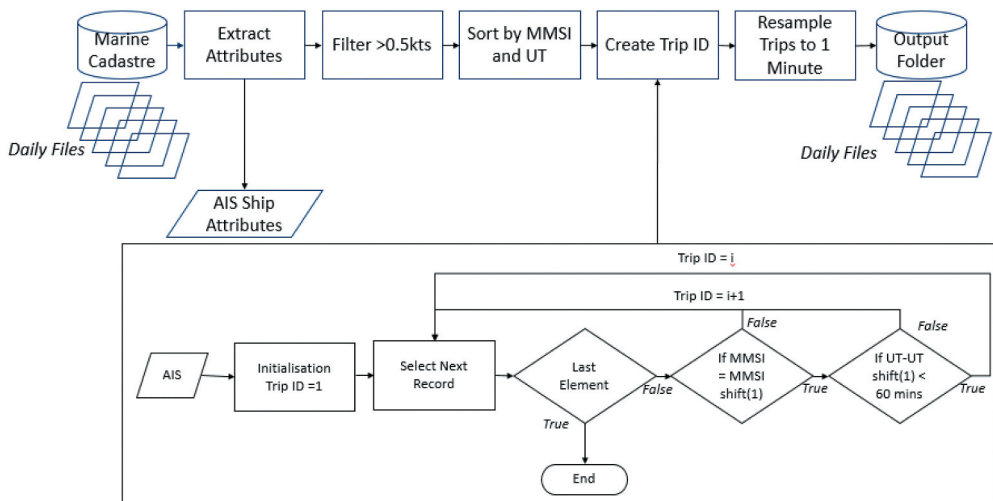 Marine
Cadastre
Extract
Attributes
Filter >0.5kts
Sort by MMSI
and UT
Create Trip ID
Resample
Trips to 1
Minute
Output
Folder
Daily Files
Daily Files
AIS Ship
Attributes
Trip ID = i
Trip ID = i+1
False
False
AIS
Initialisation
Trip ID =1
Select Next
Record
Last
Element
False
True
If MMSI
= MMSI
shift(1)
True
If UT-UT
shift(1) <
60 mins
True
End